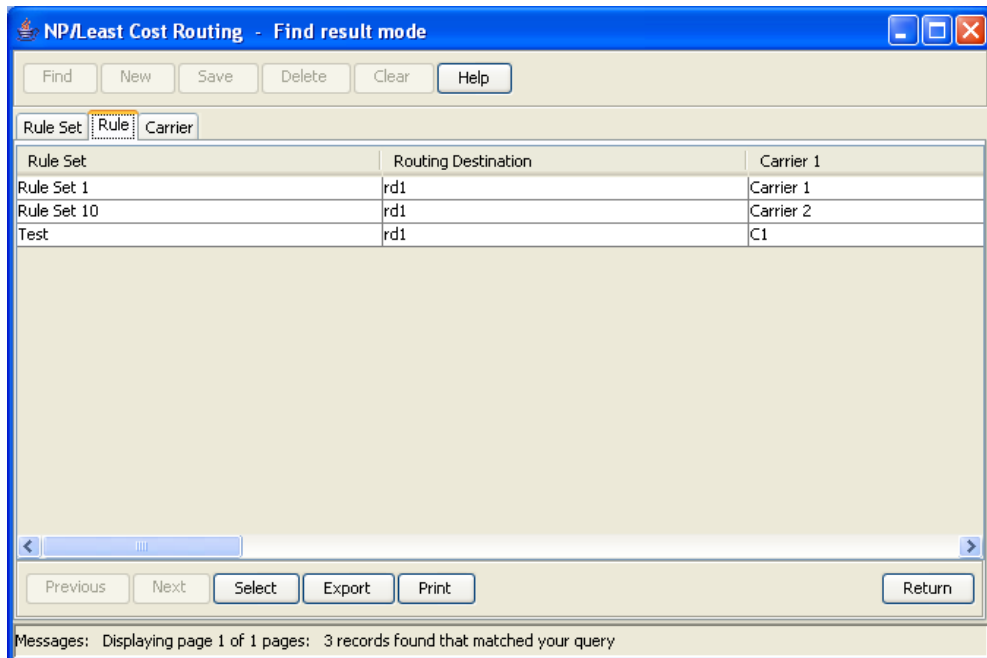 NP/Least Cost Routing - Find result mode
Find New Save Delete Clear Help
Rule Set Rule Carrier
Rule Set Routing Destination Carrier 1
Rule Set 1 rd1 Carrier 1
Rule Set 10 rd1 Carrier 2
Test rd1 C1
Previous Next Select Export Print Return
Messages: Displaying page 1 of 1 pages: 3 records found that matched your query